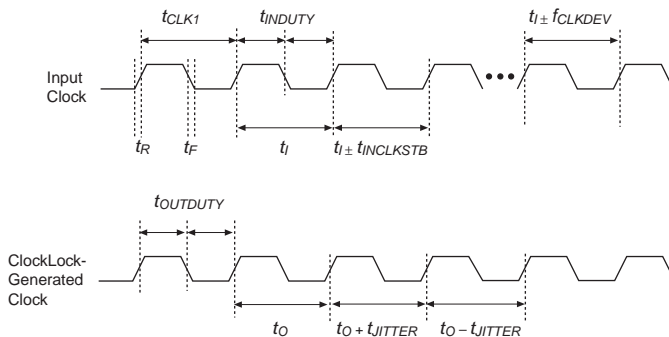 tCLK1 tINDUTY tI ± fCLKDEV
Input
Clock
tR tF tI tI ± tINCLKSTB
tOUTDUTY
ClockLock-
Generated
Clock
tO tO + tJITTER tO – tJITTER